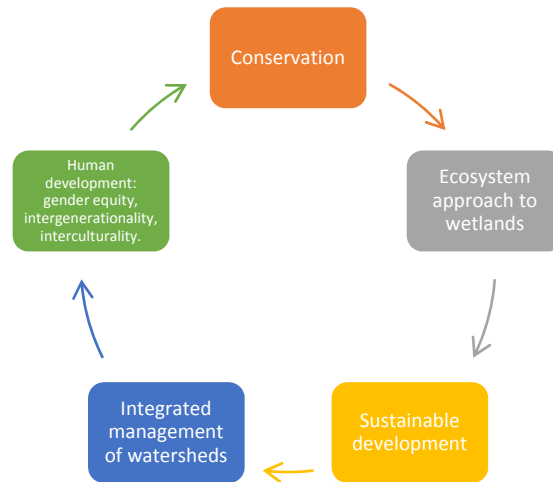 Conservation
Ecosystem
approach to
wetlands
Sustainable
development
Integrated
management
of watersheds
Human
development:
gender equity,
intergenerationality,
interculturality.